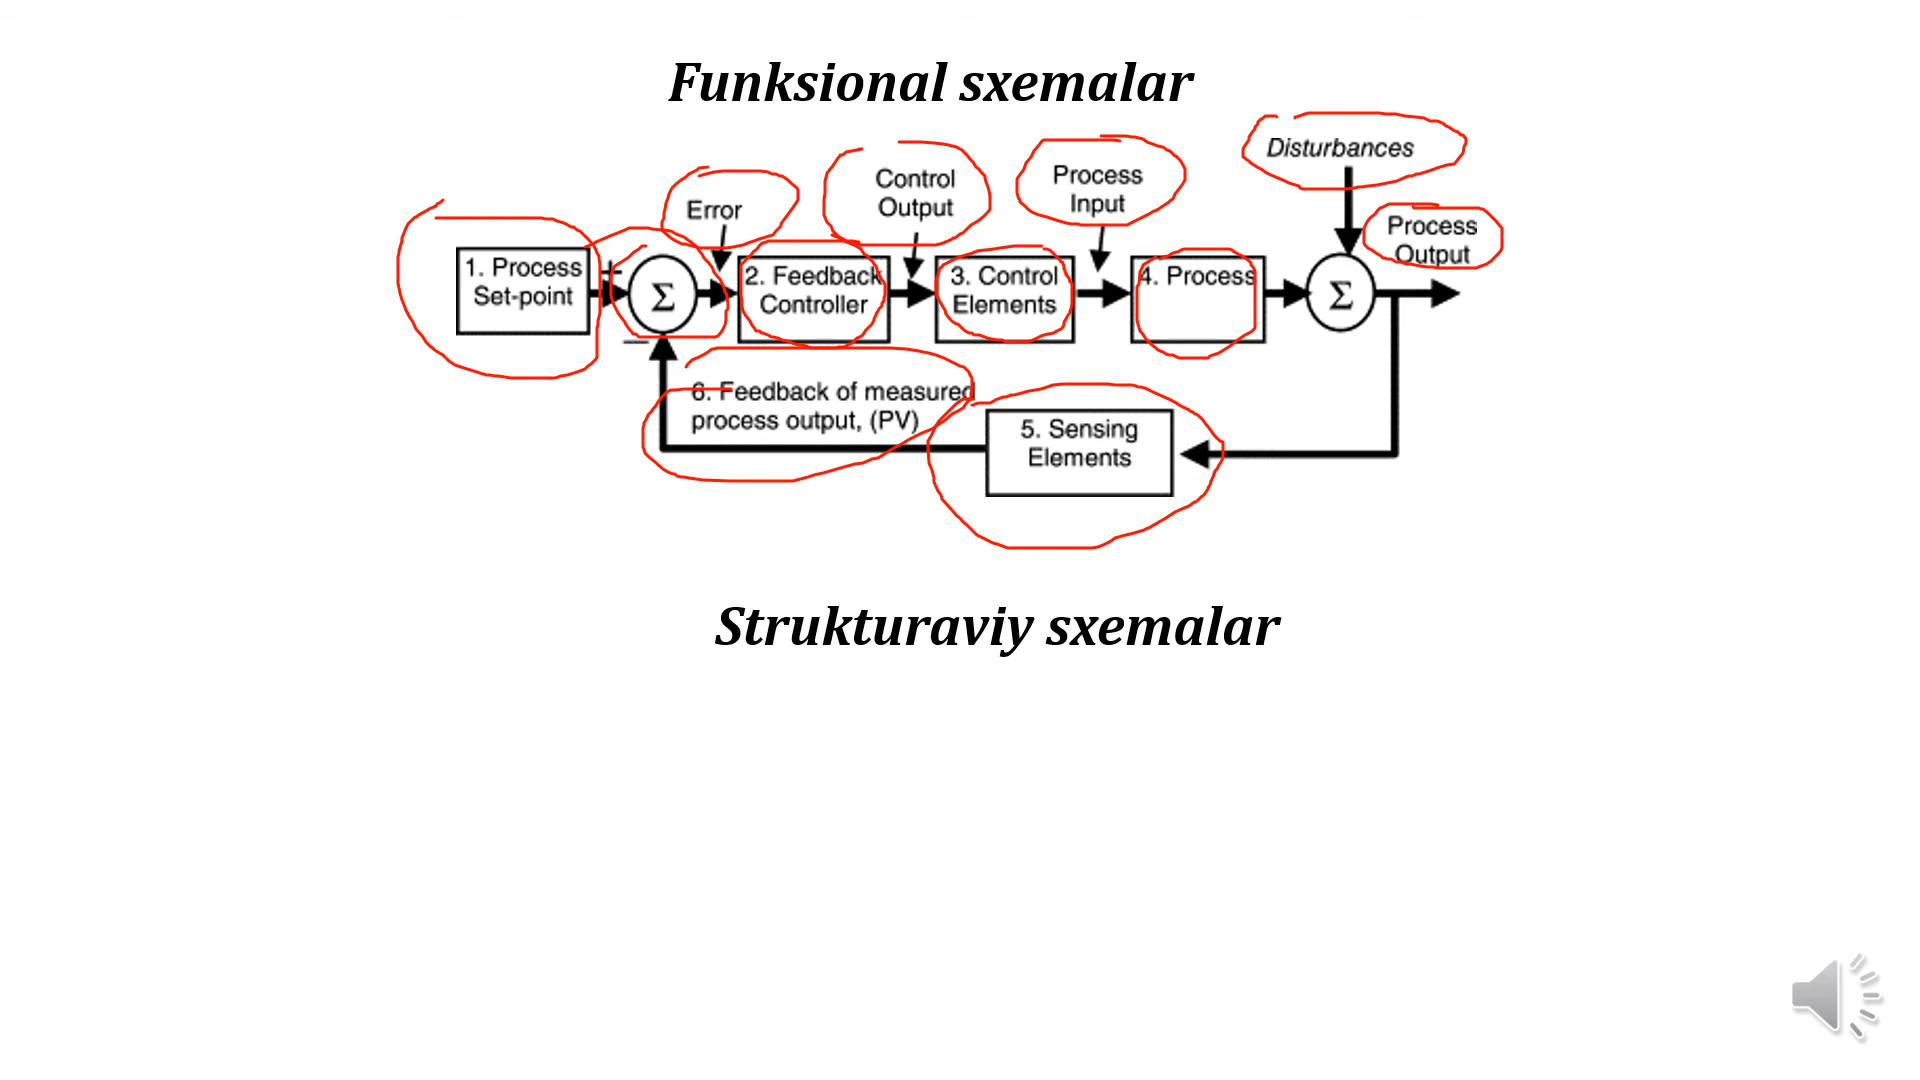 Funksional sxemalar
Disturbances
Error
Control
Output
Process
Input
Process
Output
1. Process
Set-point
+
Σ
−
2. Feedback
Controller
3. Control
Elements
4. Process
Σ
6. Feedback of measured
process output, (PV)
5. Sensing
Elements
Strukturaviy sxemalar